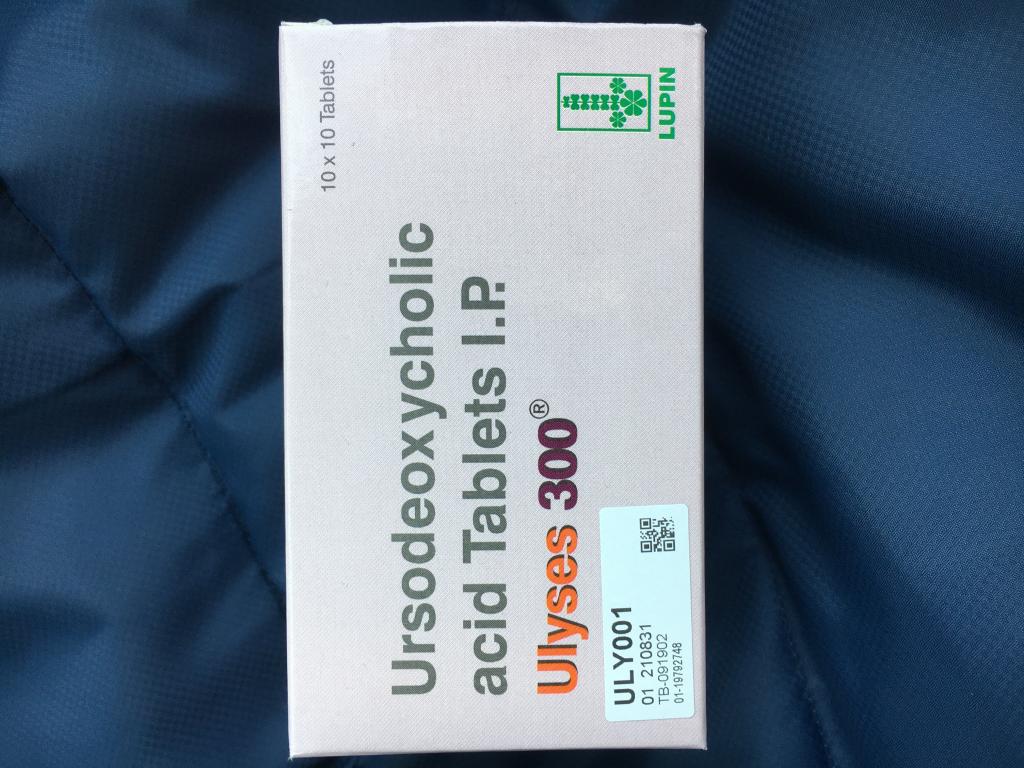 10 x 10 Tablets
LUPIN
Ursodeoxycholic
acid Tablets I.P.
Ulyses 300®
ULY001
01 210831
TB-091902
01-19792748